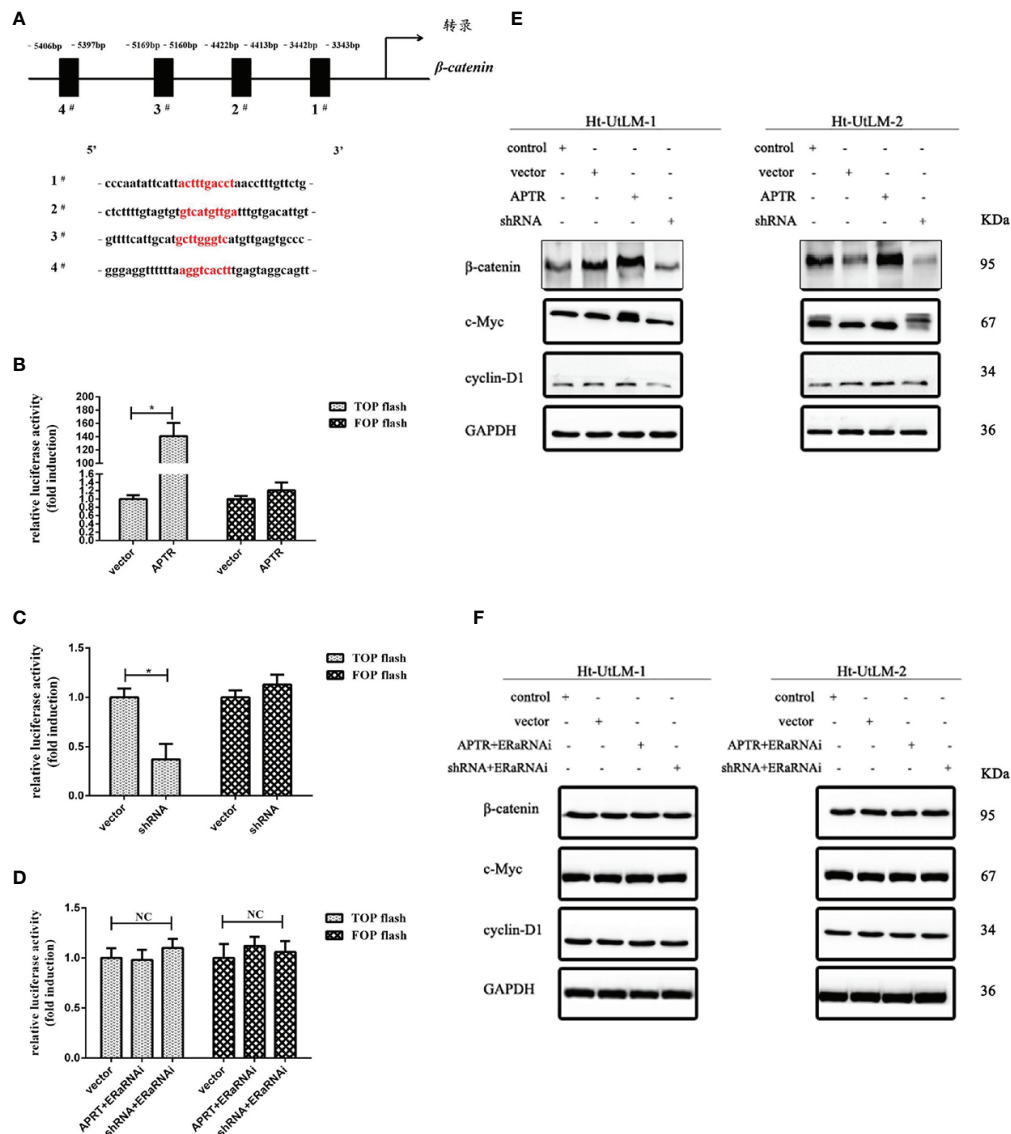 A
- 5406bp - 5397bp - 5169bp - 5160bp - 4422bp - 4413bp - 3442bp - 3343bp
转录
β-catenin
4 # 3 # 2 # 1 #
5' 3'
1 # - cccaatattcattactttgacctaacctttgttctg -
2 # - ctcttttgtagtgtgtcatgttgatttgtgacattgt -
3 # - gttttcattgcatgcttgggtcatgttgagtgccc -
4 # - gggaggttttttaaggtcactttgagtaggcagtt -
B
relative luciferase activity
(fold induction)
200
180
160
140
120
100
1.4
1.2
1.0
0.8
0.6
0.4
0.2
0.0
*
TOP flash
FOP flash
vector APTR vector APTR
C
relative luciferase activity
(fold induction)
1.5
1.0
0.5
0.0
*
TOP flash
FOP flash
vector shRNA vector shRNA
D
relative luciferase activity
(fold induction)
1.5
1.0
0.5
0.0
NC NC
TOP flash
FOP flash
vector APRT+ERaRNAi shRNA+ERaRNAi vector APRT+ERaRNAi shRNA+ERaRNAi
E
Ht-UtLM-1 Ht-UtLM-2
control + - - - control + - - -
vector - + - - vector - + - -
APTR - - + - APTR - - + -
shRNA - - - + shRNA - - - +
KDa
β-catenin 95
c-Myc 67
cyclin-D1 34
GAPDH 36
F
Ht-UtLM-1 Ht-UtLM-2
control + - - - control + - - -
vector - + - - vector - + - -
APTR+ERaRNAi - - + - APTR+ERaRNAi - - + -
shRNA+ERaRNAi - - - + shRNA+ERaRNAi - - - +
KDa
β-catenin 95
c-Myc 67
cyclin-D1 34
GAPDH 36